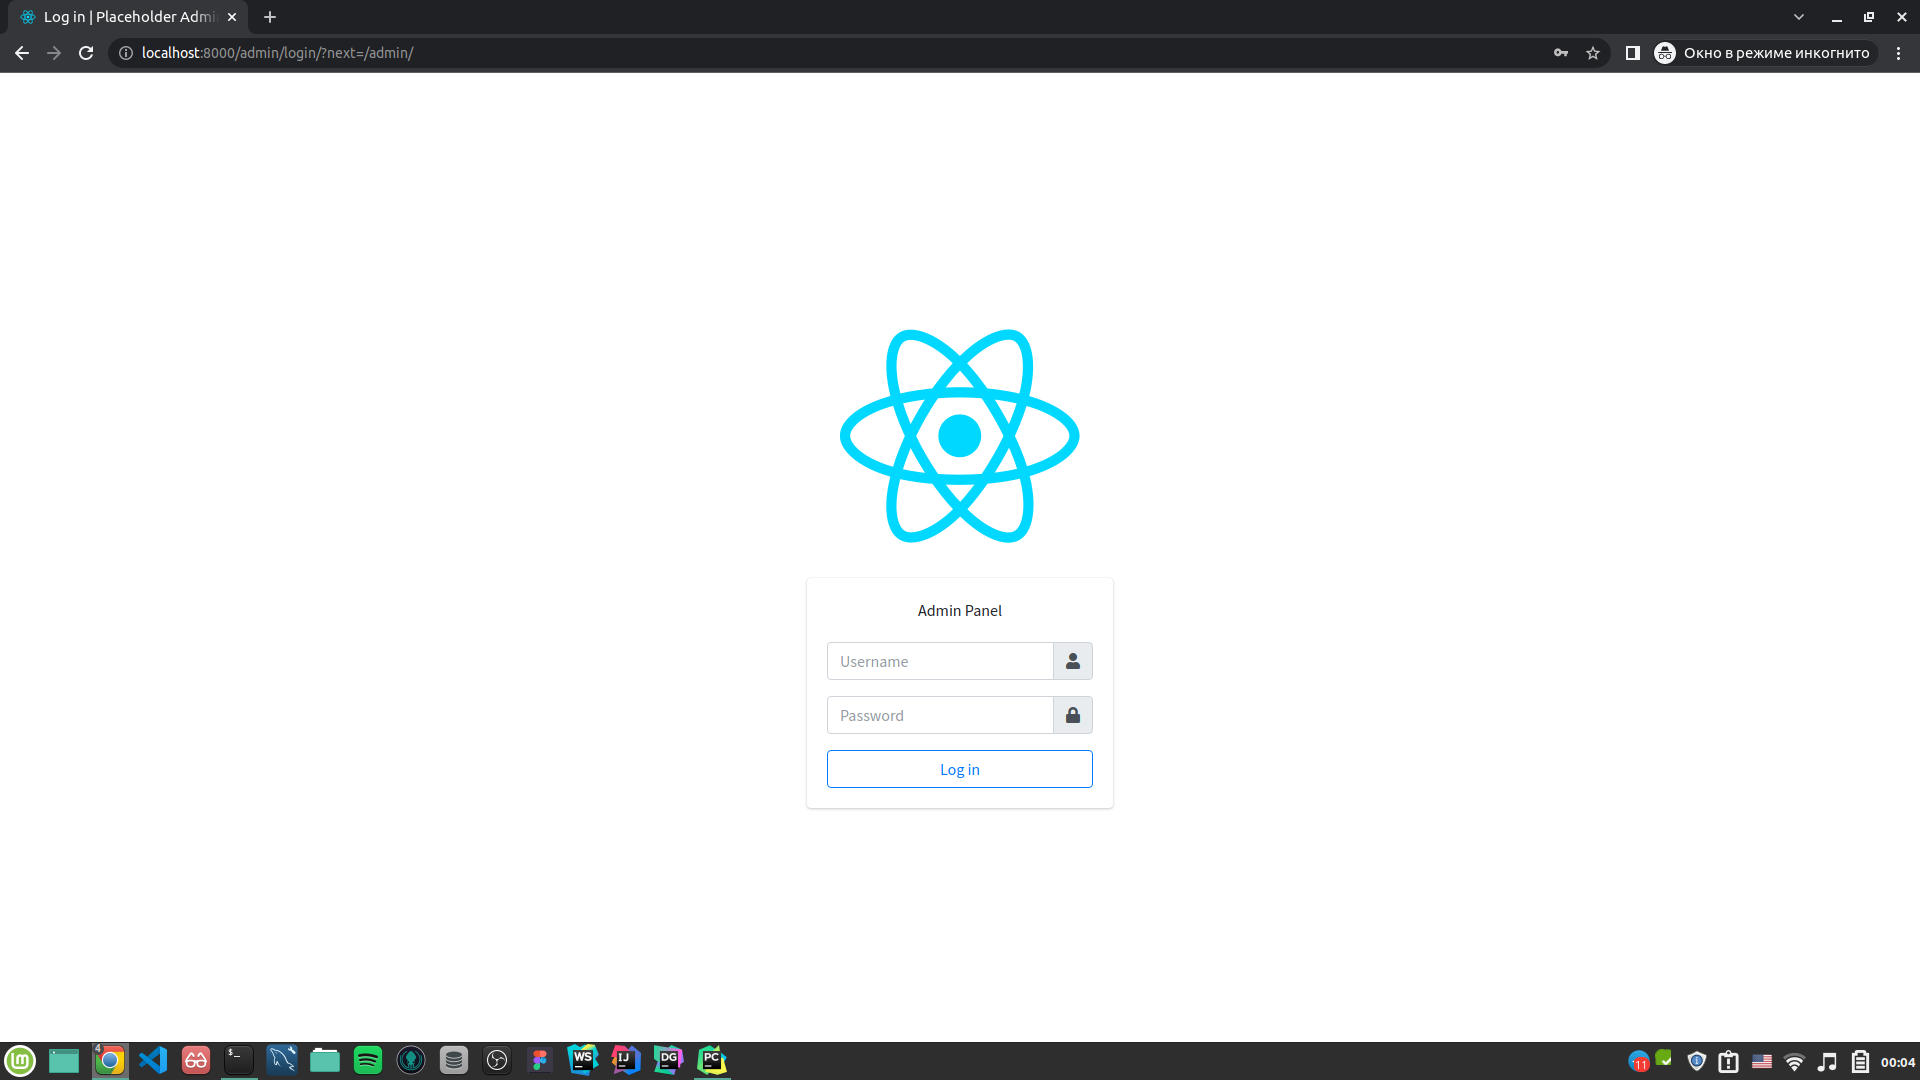 Log in | Placeholder Admi
localhost:8000/admin/login/?next=/admin/
Окно в режиме инкогнито
Admin Panel
Username
Password
Log in
4
$_
WS
IJ
DG
PC
11
00:04